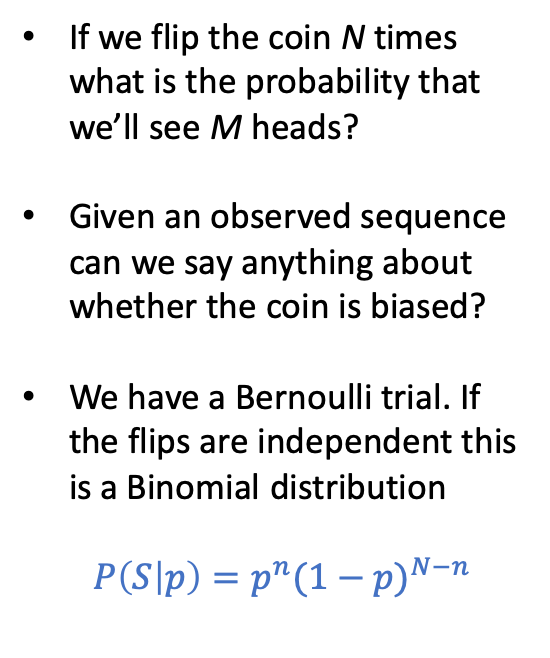 • If we flip the coin N times
what is the probability that
we’ll see M heads?
• Given an observed sequence
can we say anything about
whether the coin is biased?
• We have a Bernoulli trial. If
the flips are independent this
is a Binomial distribution
P(S|p) = pⁿ(1 − p)ᴺ⁻ⁿ